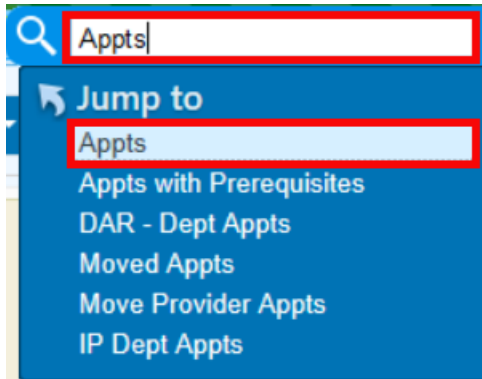 Appts
Jump to
Appts
Appts with Prerequisites
DAR - Dept Appts
Moved Appts
Move Provider Appts
IP Dept Appts